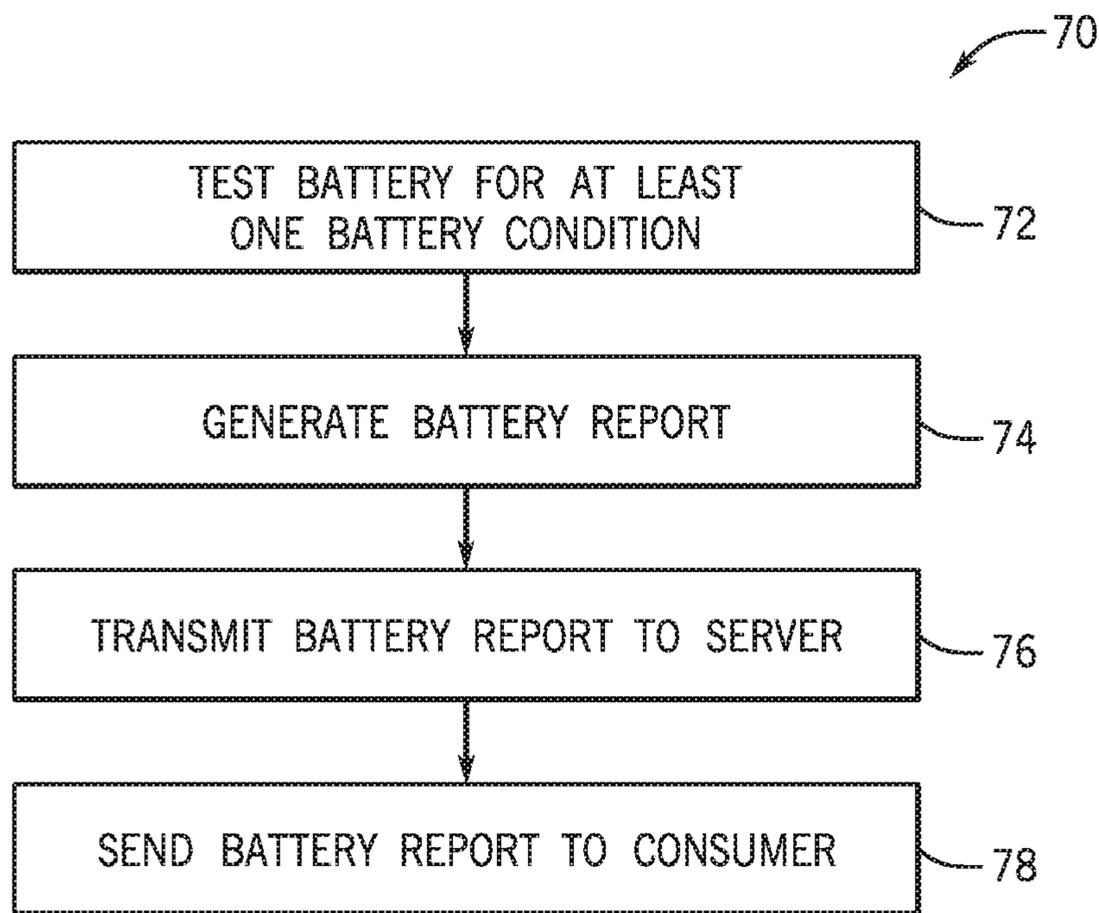 70
TEST BATTERY FOR AT LEAST
ONE BATTERY CONDITION
72
GENERATE BATTERY REPORT
74
TRANSMIT BATTERY REPORT TO SERVER
76
SEND BATTERY REPORT TO CONSUMER
78